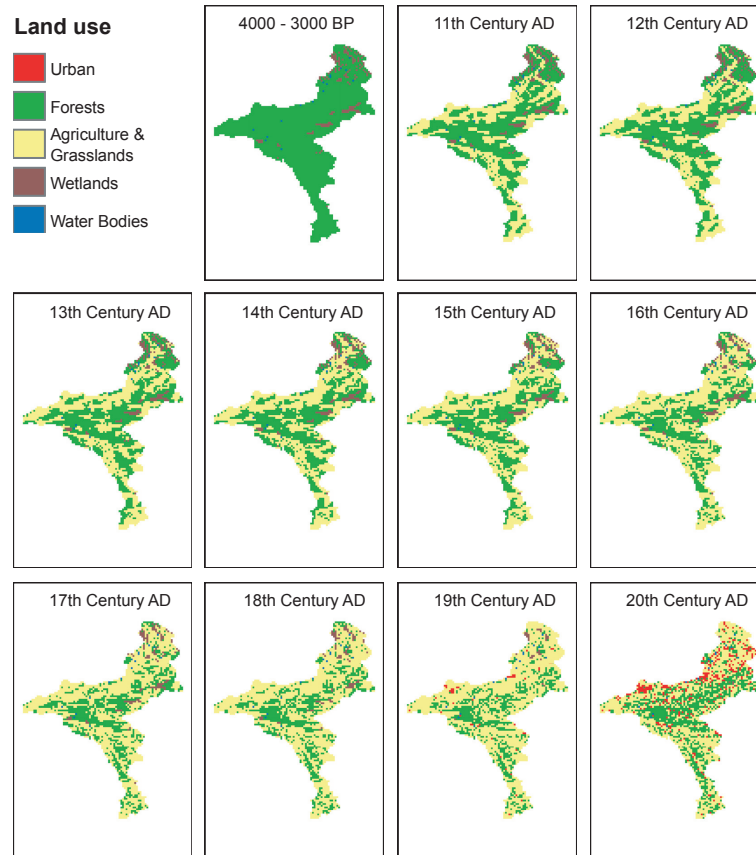 Land use
Urban
Forests
Agriculture &
Grasslands
Wetlands
Water Bodies
4000 - 3000 BP
11th Century AD
12th Century AD
13th Century AD
14th Century AD
15th Century AD
16th Century AD
17th Century AD
18th Century AD
19th Century AD
20th Century AD